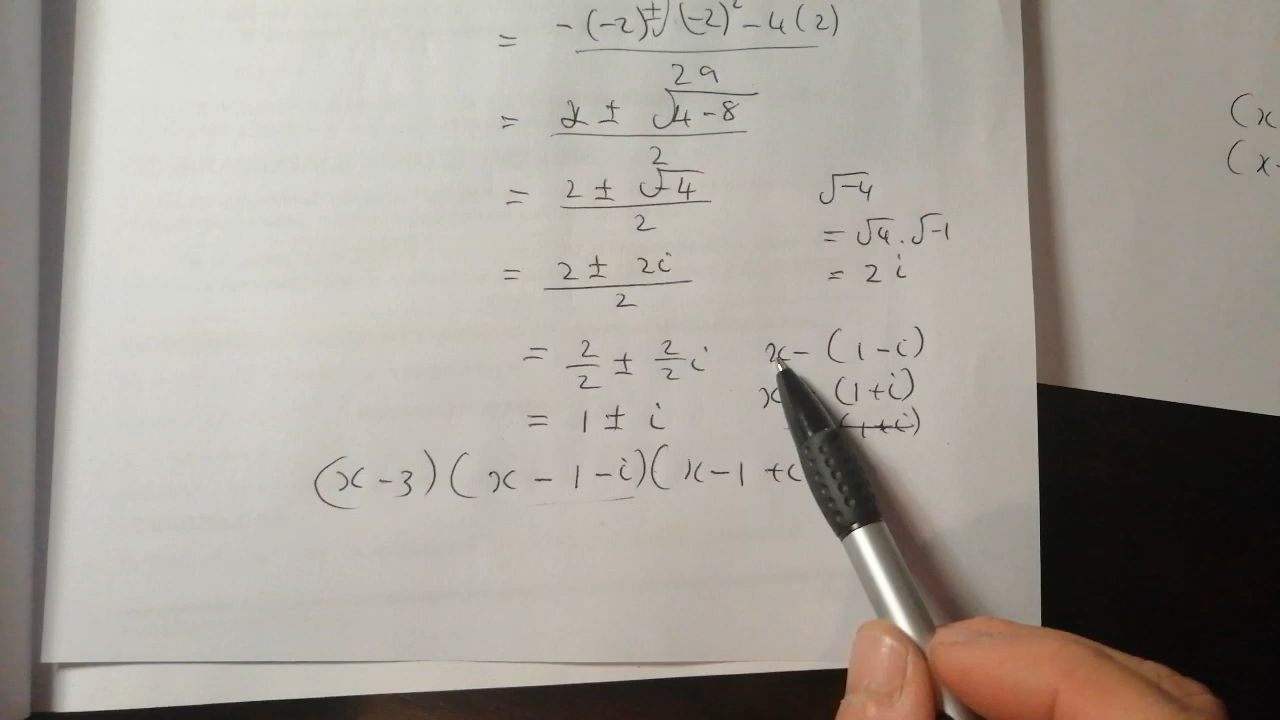 = -(-2)±√(-2)²-4(2)
2a
= 2 ± √4-8
2
= 2 ± √-4
2
√-4
= √4 . √-1
= 2 ± 2i
2
= 2i
= 2/2 ± 2/2 i
x - (1-i)
x (1+i)
(1+i)
= 1 ± i
(x-3)(x-1-i)(x-1+i
(x
(x-